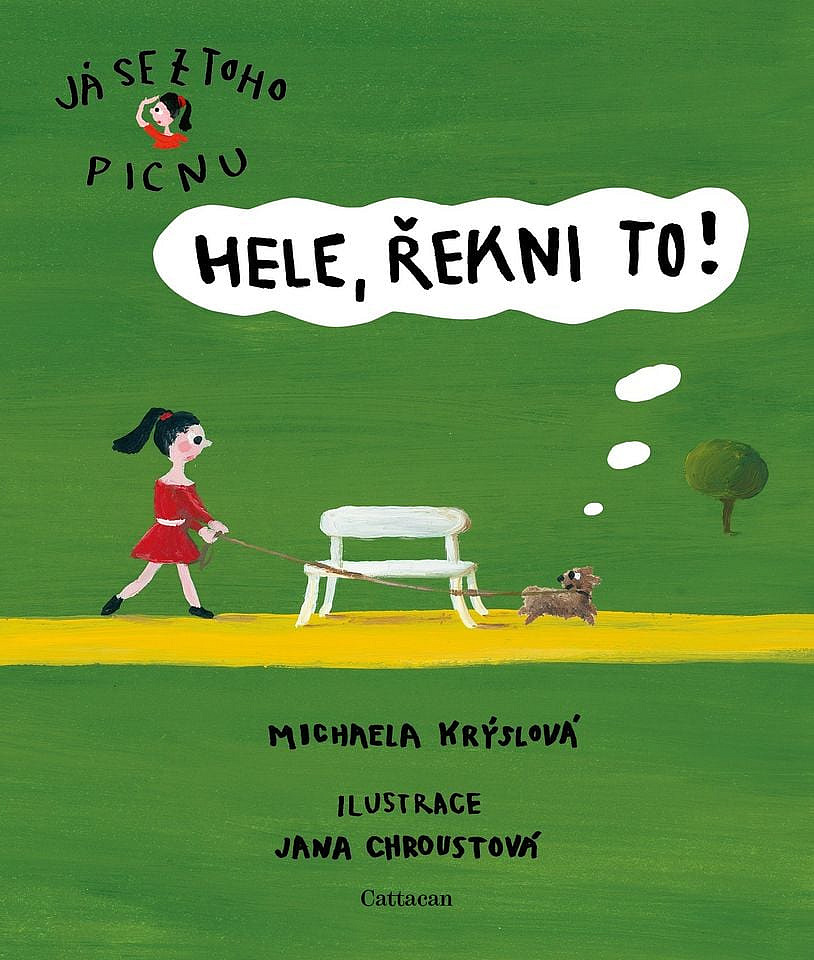 JÁ SE Z TOHO
PICNU
HELE, ŘEKNI TO!
MICHAELA KRÝSLOVÁ
ILUSTRACE
JANA CHROUSTOVÁ
Cattacan